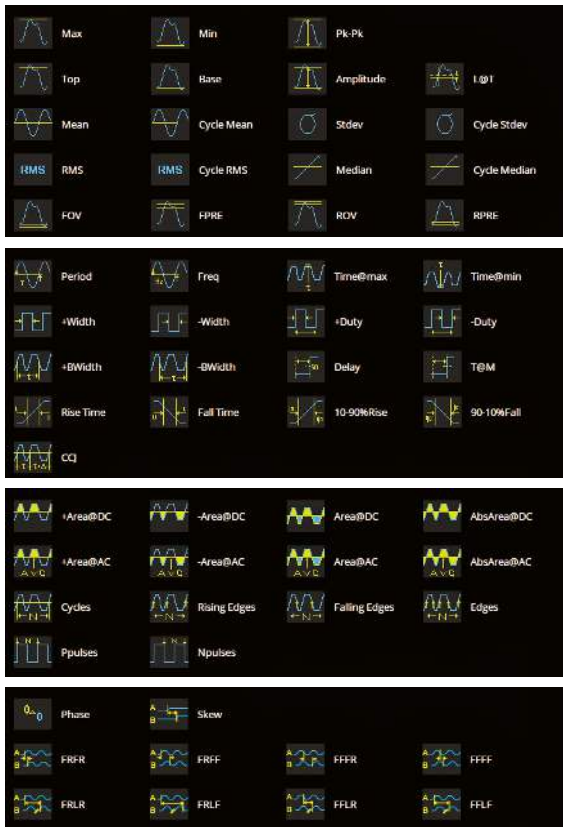 Max Min Pk-Pk
Top Base Amplitude L@T
Mean Cycle Mean Stdev Cycle Stdev
RMS RMS RMS Cycle RMS Median Cycle Median
FOV FPRE ROV RPRE
Period Freq Time@max Time@min
+Width -Width +Duty -Duty
+BWidth -BWidth Delay T@M
Rise Time Fall Time 10-90%Rise 90-10%Fall
CCJ
+Area@DC -Area@DC Area@DC AbsArea@DC
AvC +Area@AC AvC -Area@AC AvC Area@AC AvC AbsArea@AC
N Cycles N Rising Edges N Falling Edges N Edges
N Ppulses N Npulses
Phase A B Skew
A B FRFR A B FRFF A B FFFR A B FFFF
A B FRLR A B FRLF A B FFLR A B FFLF